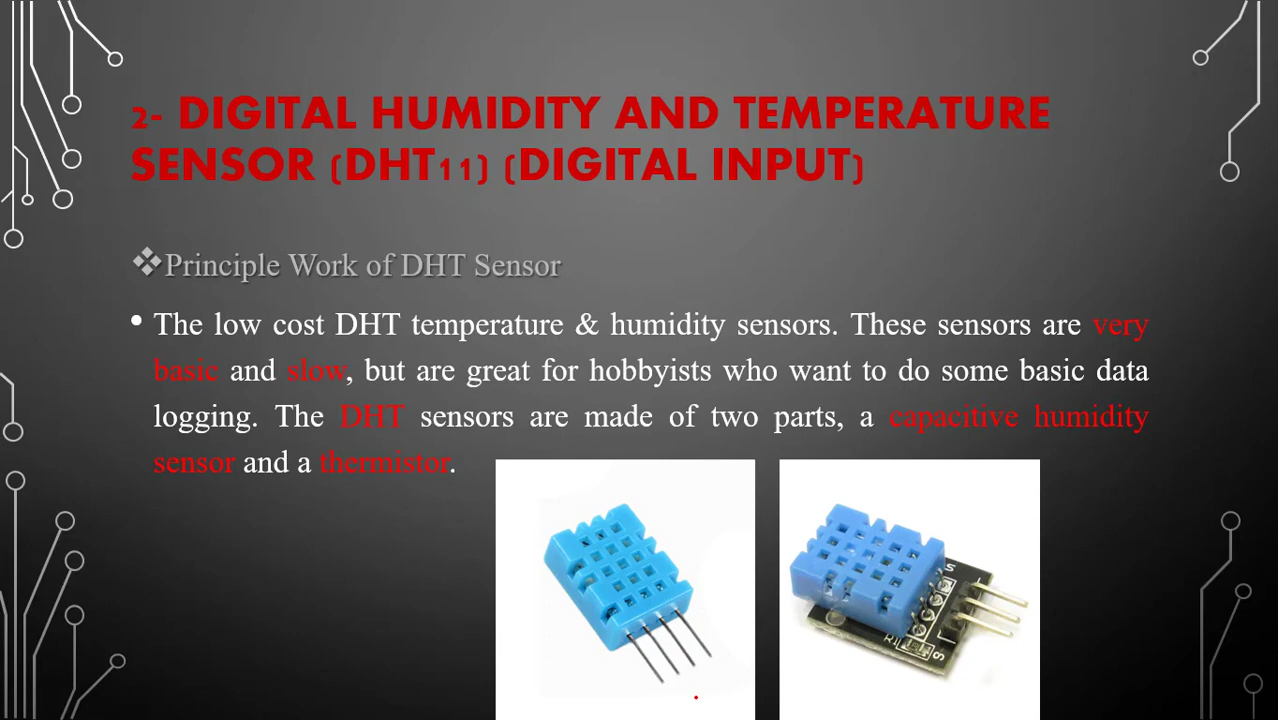 2- DIGITAL HUMIDITY AND TEMPERATURE
SENSOR (DHT11) (DIGITAL INPUT)
❖Principle Work of DHT Sensor
• The low cost DHT temperature & humidity sensors. These sensors are very
basic and slow, but are great for hobbyists who want to do some basic data
logging. The DHT sensors are made of two parts, a capacitive humidity
sensor and a thermistor.
S
R1
S